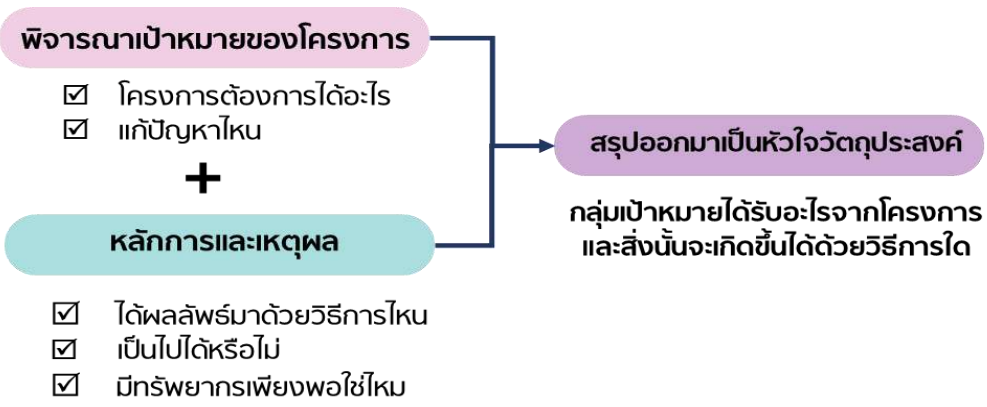 พิจารณาเป้าหมายของโครงการ
☑ โครงการต้องการได้อะไร
☑ แก้ปัญหาไหน
+
หลักการและเหตุผล
☑ ได้ผลลัพธ์มาด้วยวิธีการไหน
☑ เป็นไปได้หรือไม่
☑ มีทรัพยากรเพียงพอใช่ไหม
สรุปออกมาเป็นหัวใจวัตถุประสงค์
กลุ่มเป้าหมายได้รับอะไรจากโครงการ
และสิ่งนั้นจะเกิดขึ้นได้ด้วยวิธีการใด